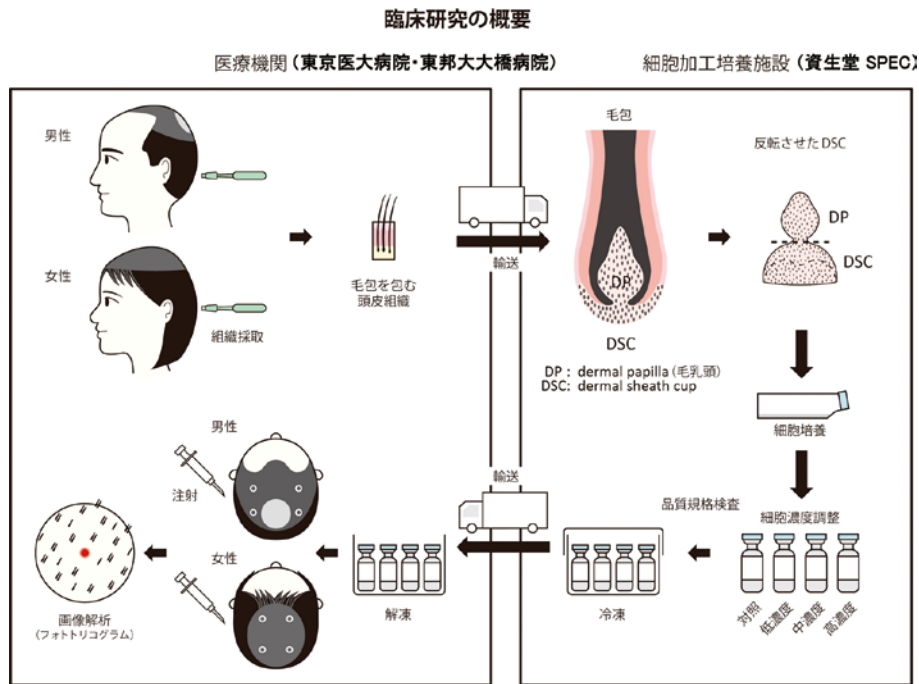 臨床研究の概要
医療機関(東京医大病院・東邦大大橋病院)
細胞加工培養施設(資生堂 SPEC)
男性
女性
組織採取
毛包を包む
頭皮組織
輸送
毛包
DP
DSC
DP : dermal papilla(毛乳頭)
DSC: dermal sheath cup
反転させたDSC
DP
DSC
細胞培養
細胞濃度調整
対照
低濃度
中濃度
高濃度
品質規格検査
冷凍
輸送
解凍
男性
注射
女性
画像解析
(フォトトリコグラム)